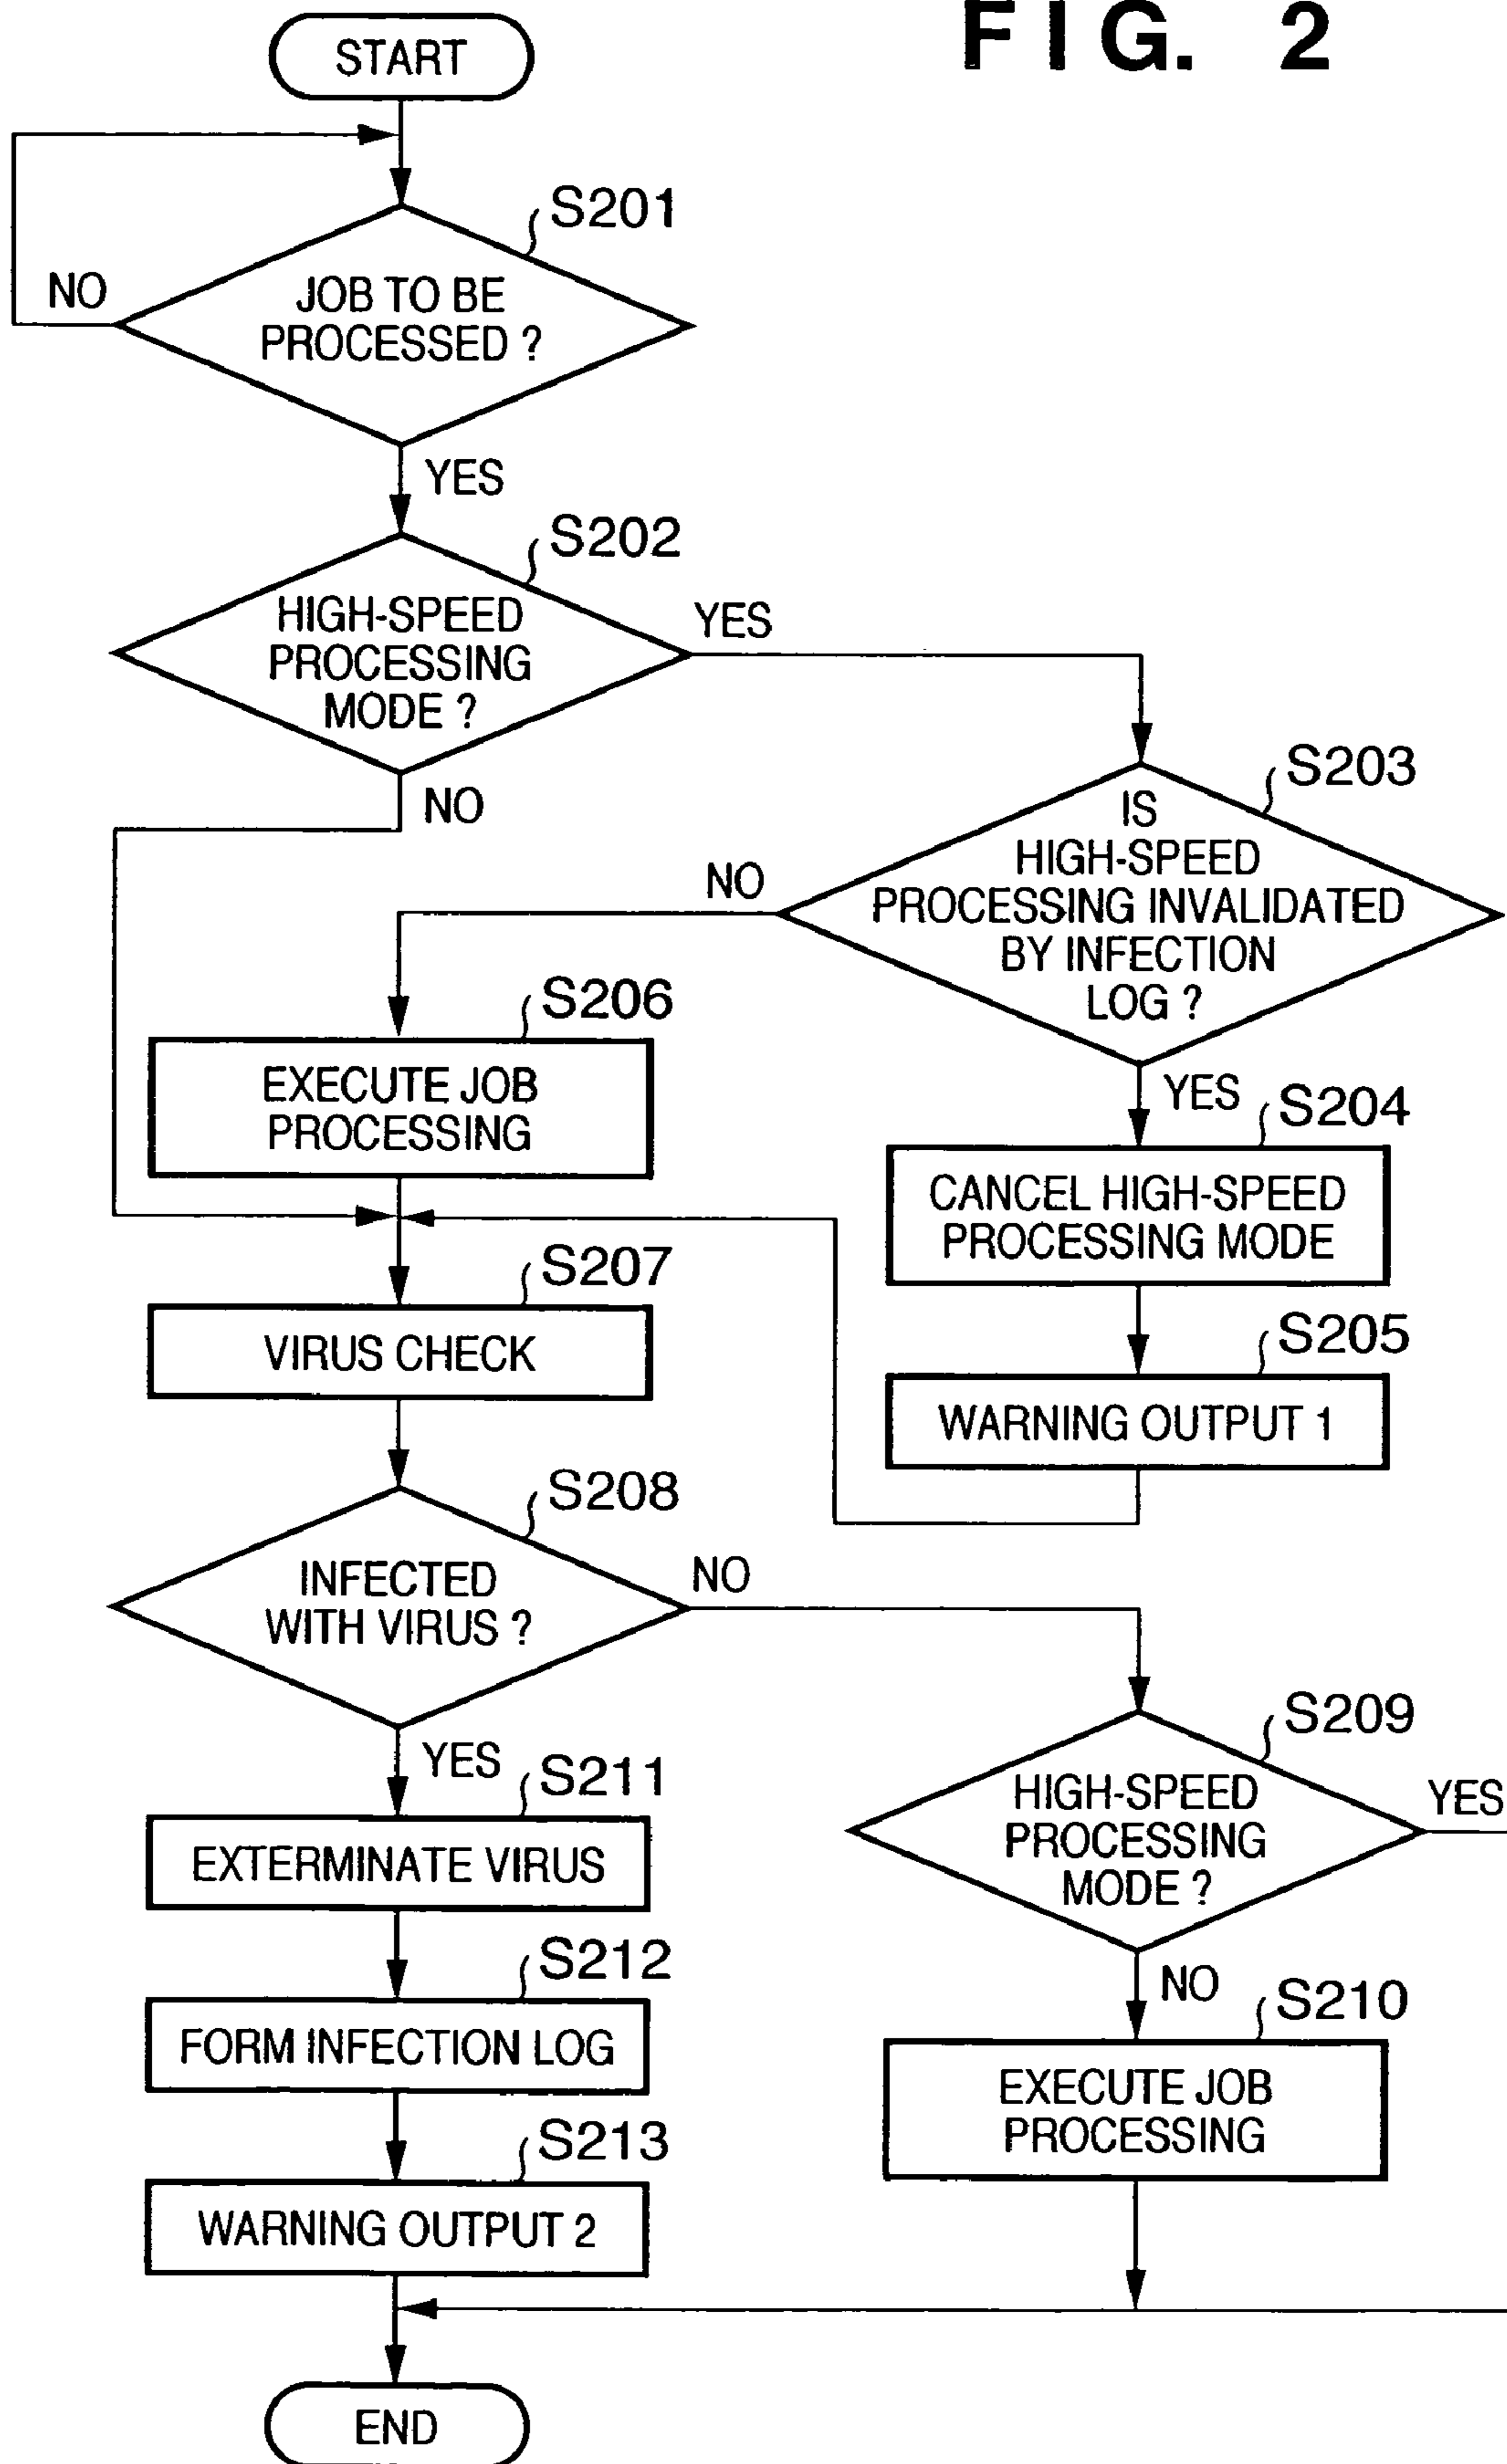 FIG. 2
START
S201
NO
JOB TO BE
PROCESSED ?
YES
S202
HIGH-SPEED
PROCESSING
MODE ?
YES
NO
S203
IS
HIGH-SPEED
PROCESSING INVALIDATED
BY INFECTION
LOG ?
NO
YES
S206
EXECUTE JOB
PROCESSING
S204
CANCEL HIGH-SPEED
PROCESSING MODE
S207
VIRUS CHECK
S205
WARNING OUTPUT 1
S208
INFECTED
WITH VIRUS ?
NO
YES
S209
HIGH-SPEED
PROCESSING
MODE ?
YES
NO
S211
EXTERMINATE VIRUS
S212
FORM INFECTION LOG
S210
EXECUTE JOB
PROCESSING
S213
WARNING OUTPUT 2
END